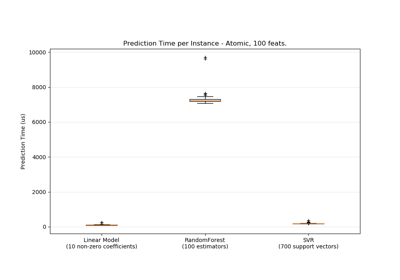 Prediction Time per Instance - Atomic, 100 feats.
10000
8000
6000
4000
2000
0
Prediction Time (us)
Linear Model
(10 non-zero coefficients)
RandomForest
(100 estimators)
SVR
(700 support vectors)